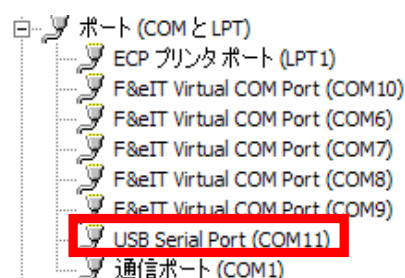 ポート (COM と LPT)
ECP プリンタ ポート (LPT1)
F&eIT Virtual COM Port (COM10)
F&eIT Virtual COM Port (COM6)
F&eIT Virtual COM Port (COM7)
F&eIT Virtual COM Port (COM8)
F&eIT Virtual COM Port (COM9)
USB Serial Port (COM11)
通信ポート (COM1)